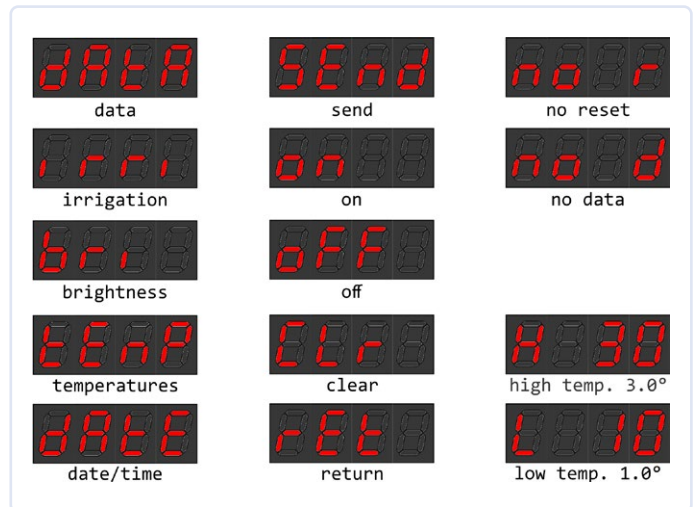 dAtA SEnd no r
data send no reset
irri on no d
irrigation on no data
bri oFF
brightness off
tEnP CLr H 30
temperatures clear high temp. 3.0°
dAtE rEt L 10
date/time return low temp. 1.0°